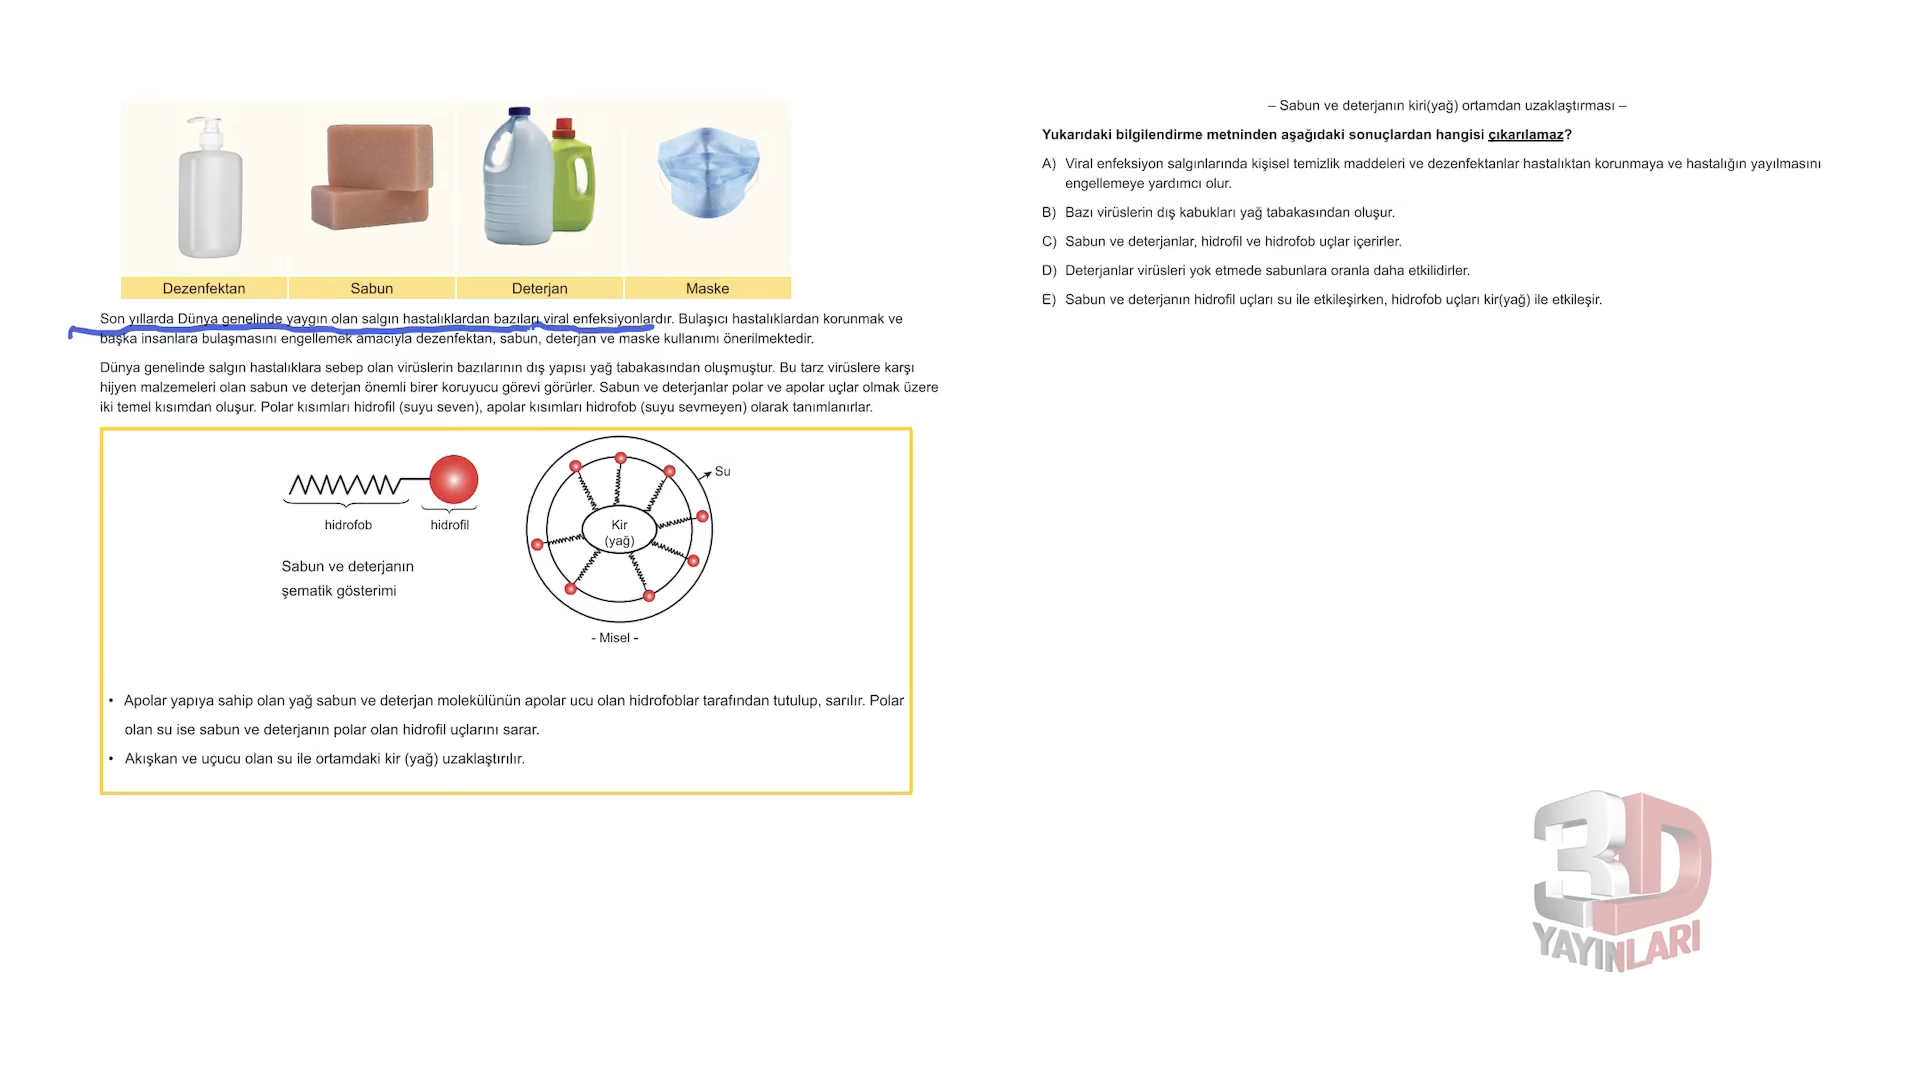 Dezenfektan
Sabun
Deterjan
Maske
Son yıllarda Dünya genelinde yaygın olan salgın hastalıklardan bazıları viral enfeksiyonlardır. Bulaşıcı hastalıklardan korunmak ve
başka insanlara bulaşmasını engellemek amacıyla dezenfektan, sabun, deterjan ve maske kullanımı önerilmektedir.
Dünya genelinde salgın hastalıklara sebep olan virüslerin bazılarının dış yapısı yağ tabakasından oluşmuştur. Bu tarz virüslere karşı
hijyen malzemeleri olan sabun ve deterjan önemli birer koruyucu görevi görürler. Sabun ve deterjanlar polar ve apolar uçlar olmak üzere
iki temel kısımdan oluşur. Polar kısımları hidrofil (suyu seven), apolar kısımları hidrofob (suyu sevmeyen) olarak tanımlanırlar.
hidrofob
hidrofil
Sabun ve deterjanın
şematik gösterimi
Su
Kir
(yağ)
- Misel -
• Apolar yapıya sahip olan yağ sabun ve deterjan molekülünün apolar ucu olan hidrofoblar tarafından tutulup, sarılır. Polar
olan su ise sabun ve deterjanın polar olan hidrofil uçlarını sarar.
• Akışkan ve uçucu olan su ile ortamdaki kir (yağ) uzaklaştırılır.
– Sabun ve deterjanın kiri(yağ) ortamdan uzaklaştırması –
Yukarıdaki bilgilendirme metninden aşağıdaki sonuçlardan hangisi çıkarılamaz?
A) Viral enfeksiyon salgınlarında kişisel temizlik maddeleri ve dezenfektanlar hastalıktan korunmaya ve hastalığın yayılmasını
engellemeye yardımcı olur.
B) Bazı virüslerin dış kabukları yağ tabakasından oluşur.
C) Sabun ve deterjanlar, hidrofil ve hidrofob uçlar içerirler.
D) Deterjanlar virüsleri yok etmede sabunlara oranla daha etkilidirler.
E) Sabun ve deterjanın hidrofil uçları su ile etkileşirken, hidrofob uçları kir(yağ) ile etkileşir.
3D
YAYINLARI